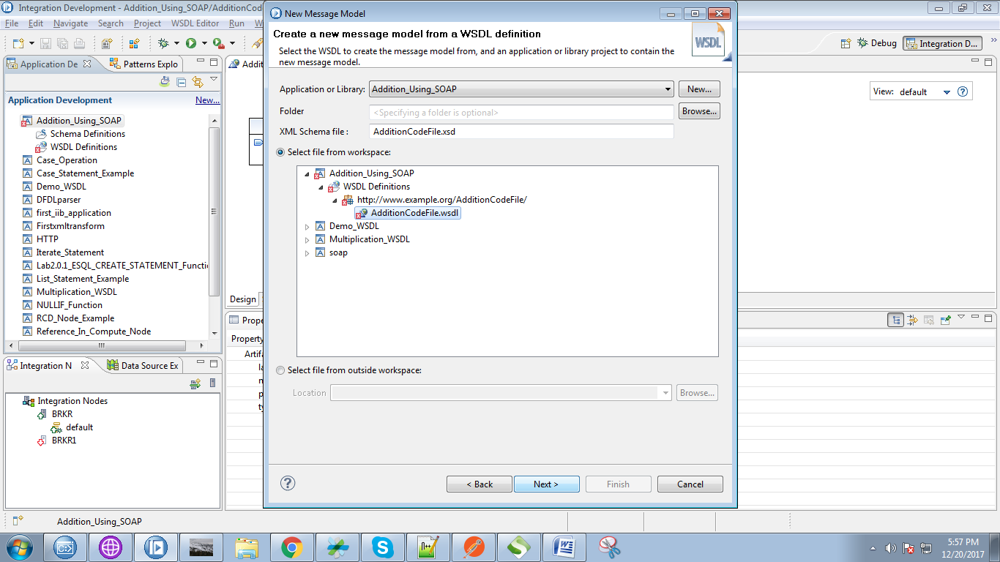 Integration Development - Addition_Using_SOAP/AdditionCod
File Edit Navigate Search Project WSDL Editor Run W
Debug
Integration D...
»
Application De
Patterns Explo
Application Development
New...
Addition_Using_SOAP
Schema Definitions
WSDL Definitions
Case_Operation
Case_Statement_Example
Demo_WSDL
DFDLparser
first_iib_application
Firstxmltransform
HTTP
Iterate_Statement
Lab2.0.1_ESQL_CREATE_STATEMENT_Functi
List_Statement_Example
Multiplication_WSDL
NULLIF_Function
RCD_Node_Example
Reference_In_Compute_Node
Integration N
Data Source Ex
Integration Nodes
BRKR
default
BRKR1
Addit
View: default
Design
Prope
Property
Artifa
la
n
p
ty
New Message Model
Create a new message model from a WSDL definition
Select the WSDL to create the message model from, and an application or library project to contain the
new message model.
WSDL
Application or Library: Addition_Using_SOAP New...
Folder <Specifying a folder is optional> Browse...
XML Schema file : AdditionCodeFile.xsd
Select file from workspace:
Addition_Using_SOAP
WSDL Definitions
http://www.example.org/AdditionCodeFile/
AdditionCodeFile.wsdl
Demo_WSDL
Multiplication_WSDL
soap
Select file from outside workspace:
Location Browse...
< Back Next > Finish Cancel
Addition_Using_SOAP
5:57 PM
12/20/2017